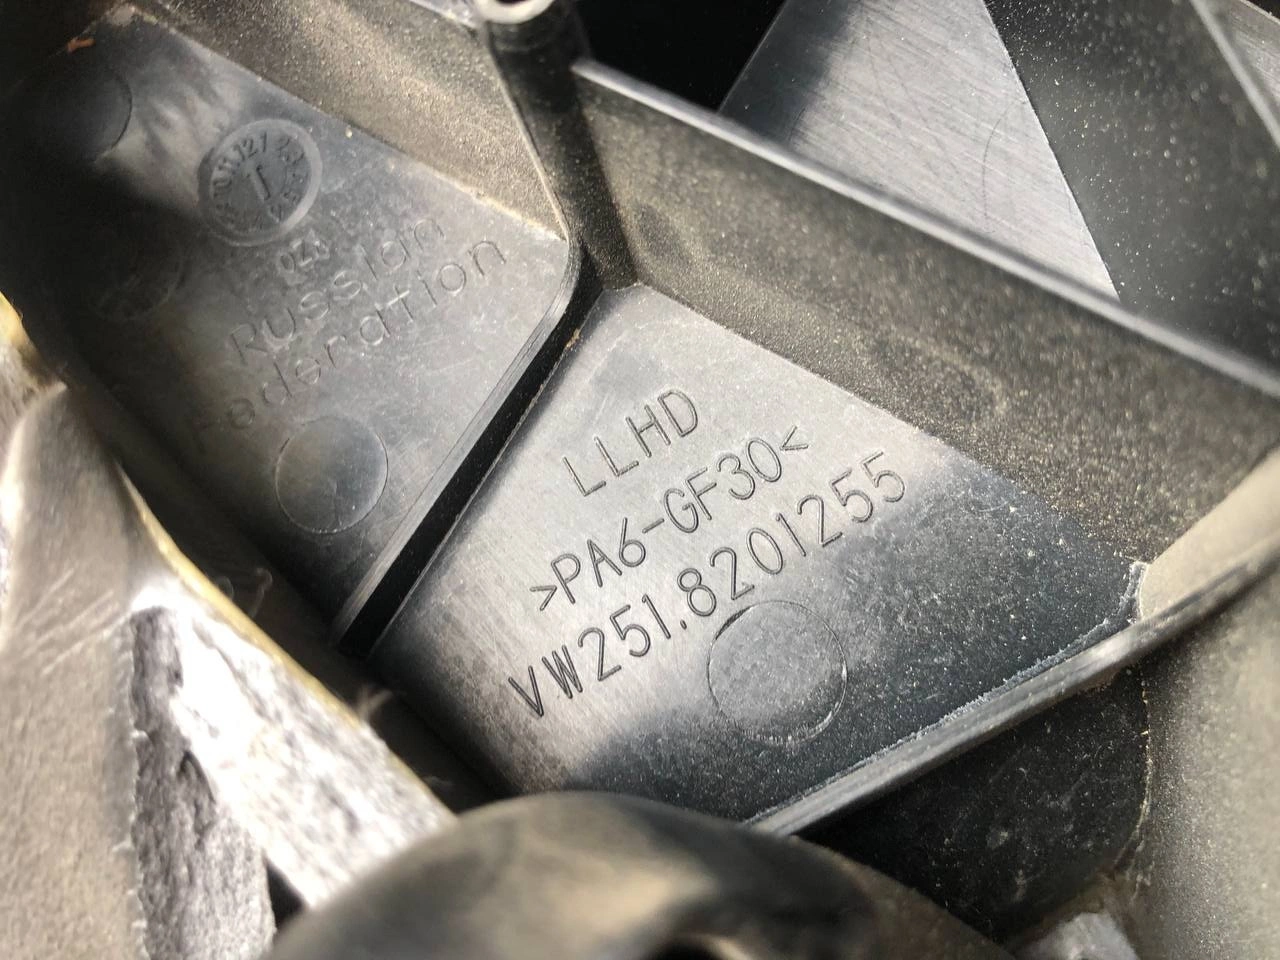 Russian
Federation
LLHD
>PA6-GF30<
VW251.8201255